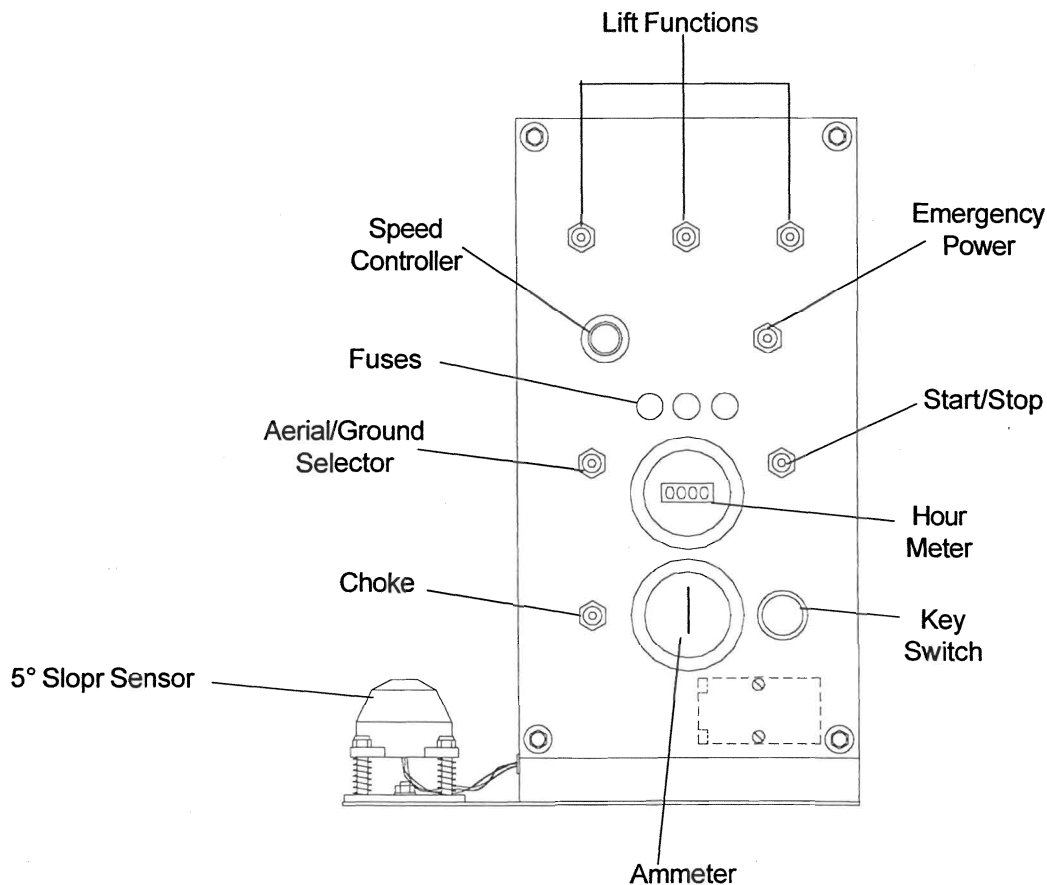 Lift Functions
Speed
Controller
Emergency
Power
Fuses
Start/Stop
Aerial/Ground
Selector
0000
Hour
Meter
Choke
Key
Switch
5° Slopr Sensor
Ammeter